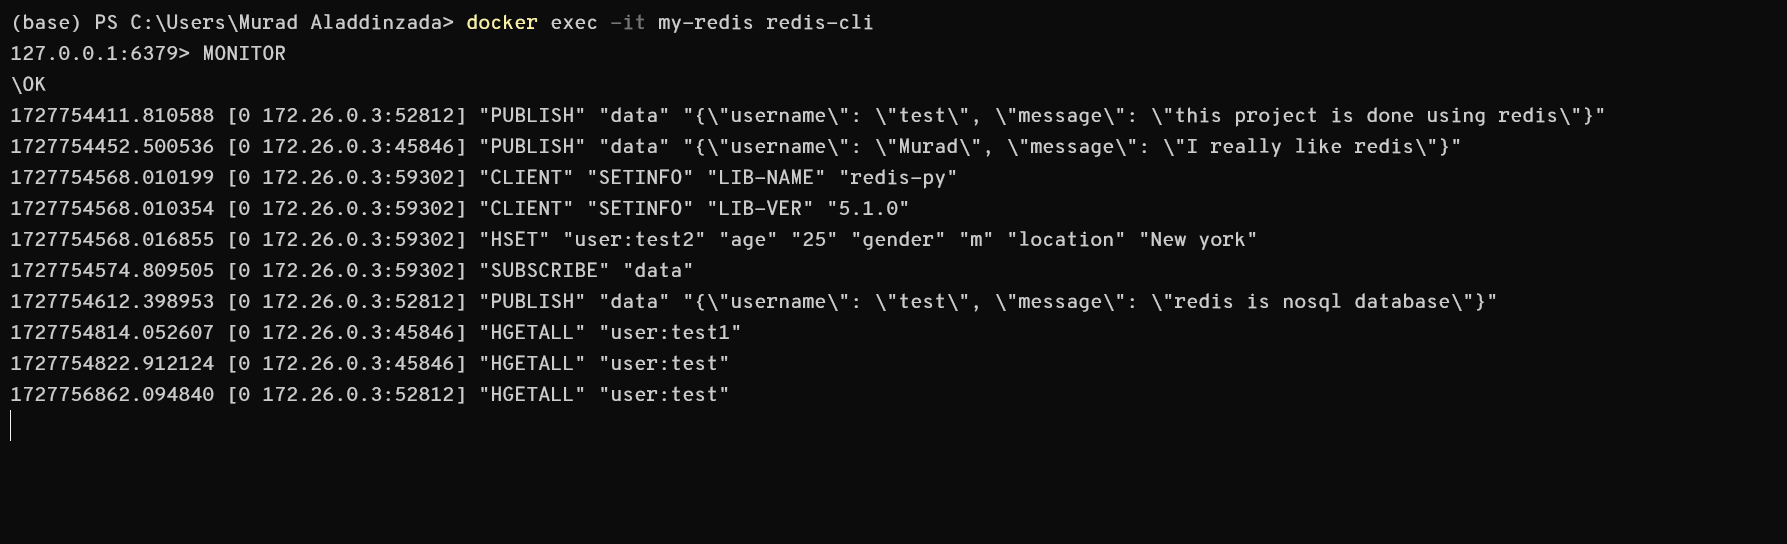 (base) PS C:\Users\Murad Aladdinzada> docker exec -it my-redis redis-cli
127.0.0.1:6379> MONITOR
\OK
1727754411.810588 [0 172.26.0.3:52812] "PUBLISH" "data" "{\"username\": \"test\", \"message\": \"this project is done using redis\"}"
1727754452.500536 [0 172.26.0.3:45846] "PUBLISH" "data" "{\"username\": \"Murad\", \"message\": \"I really like redis\"}"
1727754568.010199 [0 172.26.0.3:59302] "CLIENT" "SETINFO" "LIB-NAME" "redis-py"
1727754568.010354 [0 172.26.0.3:59302] "CLIENT" "SETINFO" "LIB-VER" "5.1.0"
1727754568.016855 [0 172.26.0.3:59302] "HSET" "user:test2" "age" "25" "gender" "m" "location" "New york"
1727754574.809505 [0 172.26.0.3:59302] "SUBSCRIBE" "data"
1727754612.398953 [0 172.26.0.3:52812] "PUBLISH" "data" "{\"username\": \"test\", \"message\": \"redis is nosql database\"}"
1727754814.052607 [0 172.26.0.3:45846] "HGETALL" "user:test1"
1727754822.912124 [0 172.26.0.3:45846] "HGETALL" "user:test"
1727756862.094840 [0 172.26.0.3:52812] "HGETALL" "user:test"